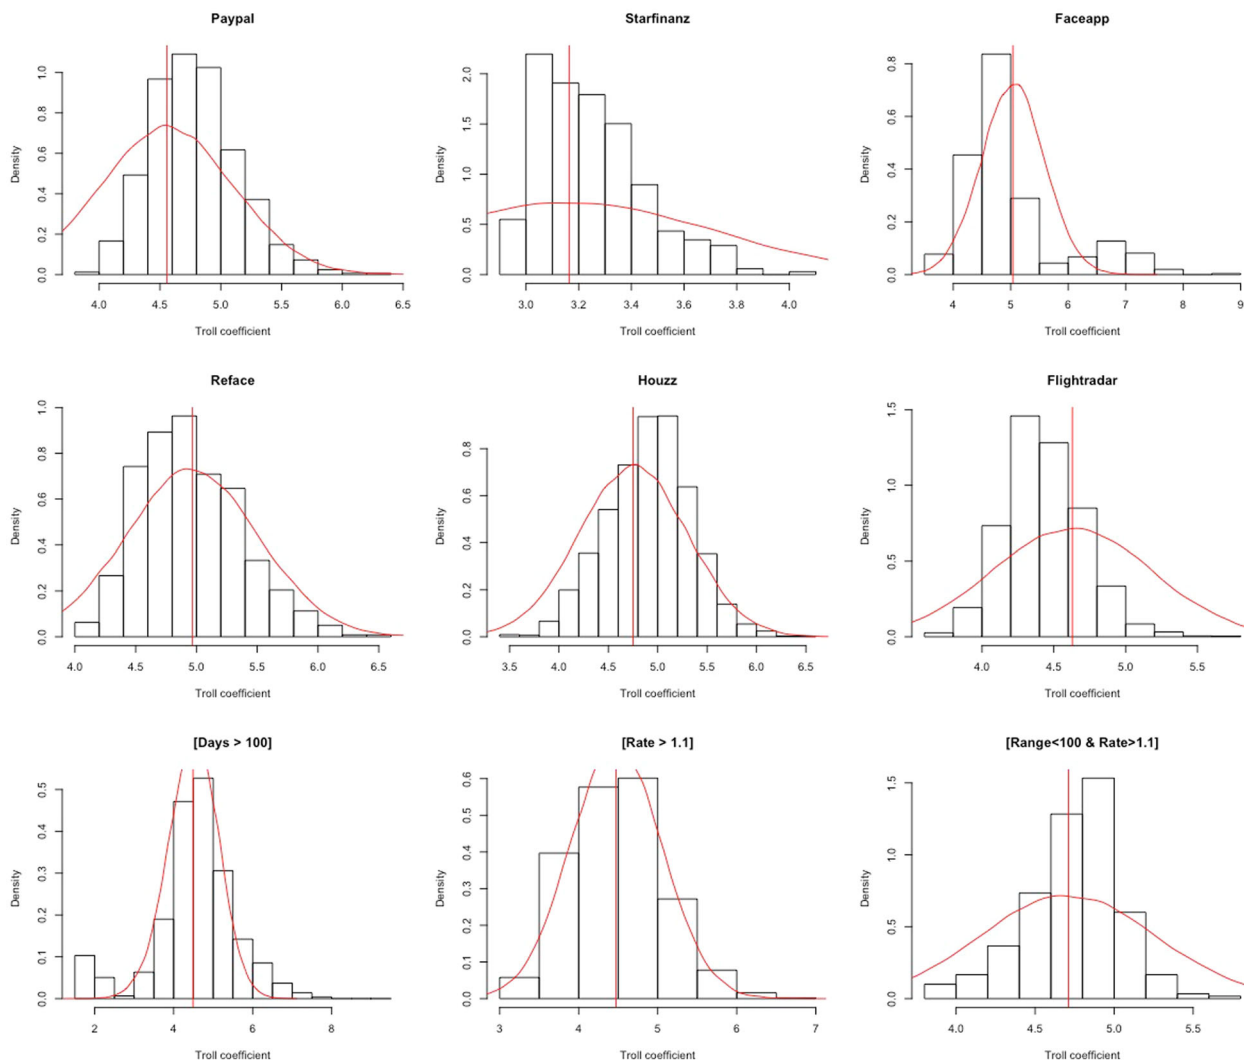 Paypal
Density
0.0 0.2 0.4 0.6 0.8 1.0
4.0 4.5 5.0 5.5 6.0 6.5
Troll coefficient
Starfinanz
Density
0.0 0.5 1.0 1.5 2.0
3.0 3.2 3.4 3.6 3.8 4.0
Troll coefficient
Faceapp
Density
0.0 0.2 0.4 0.6 0.8
4 5 6 7 8 9
Troll coefficient
Reface
Density
0.0 0.2 0.4 0.6 0.8 1.0
4.0 4.5 5.0 5.5 6.0 6.5
Troll coefficient
Houzz
Density
0.0 0.2 0.4 0.6 0.8
3.5 4.0 4.5 5.0 5.5 6.0 6.5
Troll coefficient
Flightradar
Density
0.0 0.5 1.0 1.5
4.0 4.5 5.0 5.5
Troll coefficient
[Days > 100]
Density
0.0 0.1 0.2 0.3 0.4 0.5
2 4 6 8
Troll coefficient
[Rate > 1.1]
Density
0.0 0.1 0.2 0.3 0.4 0.5 0.6
3 4 5 6 7
Troll coefficient
[Range<100 & Rate>1.1]
Density
0.0 0.5 1.0 1.5
4.0 4.5 5.0 5.5
Troll coefficient